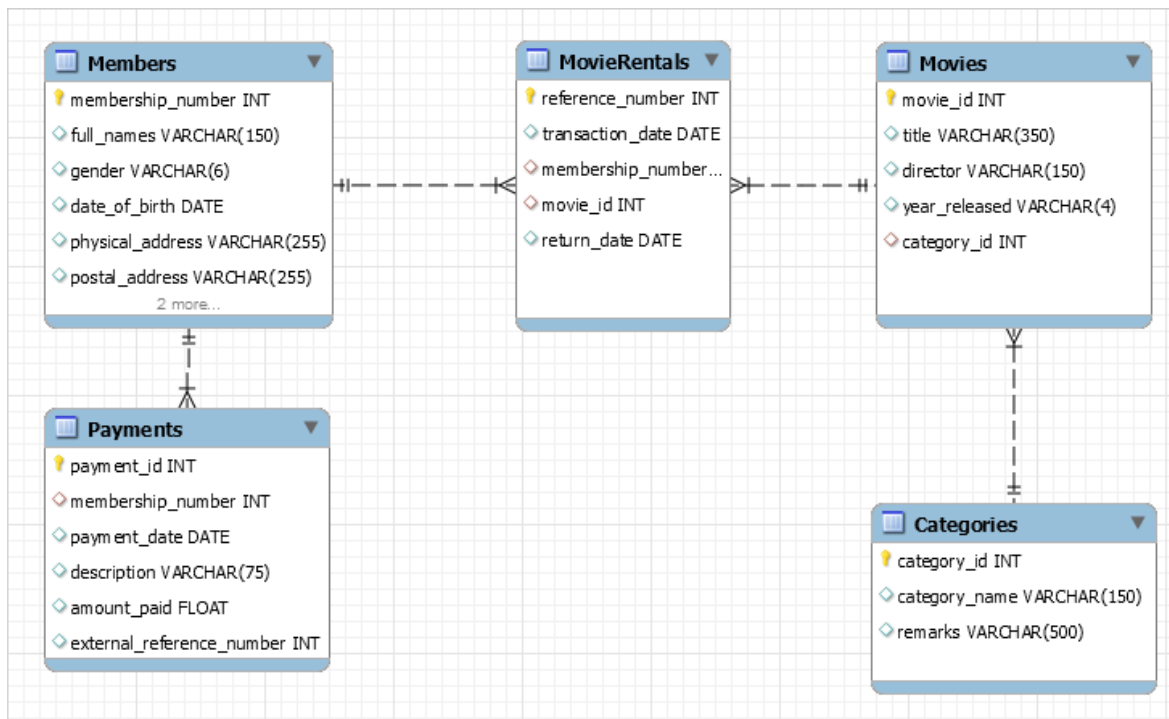 Members
membership_number INT
full_names VARCHAR(150)
gender VARCHAR(6)
date_of_birth DATE
physical_address VARCHAR(255)
postal_address VARCHAR(255)
2 more...
MovieRentals
reference_number INT
transaction_date DATE
membership_number...
movie_id INT
return_date DATE
Movies
movie_id INT
title VARCHAR(350)
director VARCHAR(150)
year_released VARCHAR(4)
category_id INT
Payments
payment_id INT
membership_number INT
payment_date DATE
description VARCHAR(75)
amount_paid FLOAT
external_reference_number INT
Categories
category_id INT
category_name VARCHAR(150)
remarks VARCHAR(500)